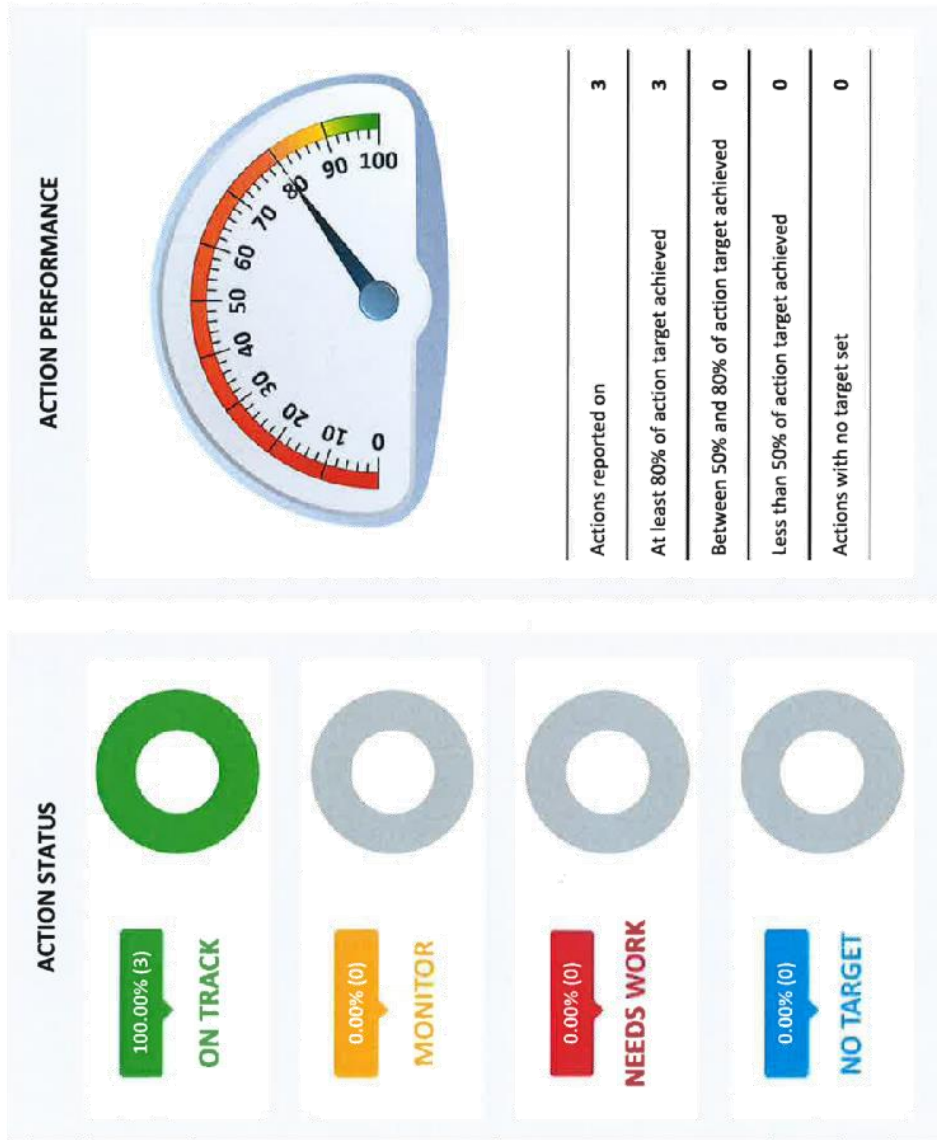 ACTION STATUS
100.00% (3)
ON TRACK
0.00% (0)
MONITOR
0.00% (0)
NEEDS WORK
0.00% (0)
NO TARGET
ACTION PERFORMANCE
0
10
20
30
40
50
60
70
80
90
100
Actions reported on 3
At least 80% of action target achieved 3
Between 50% and 80% of action target achieved 0
Less than 50% of action target achieved 0
Actions with no target set 0